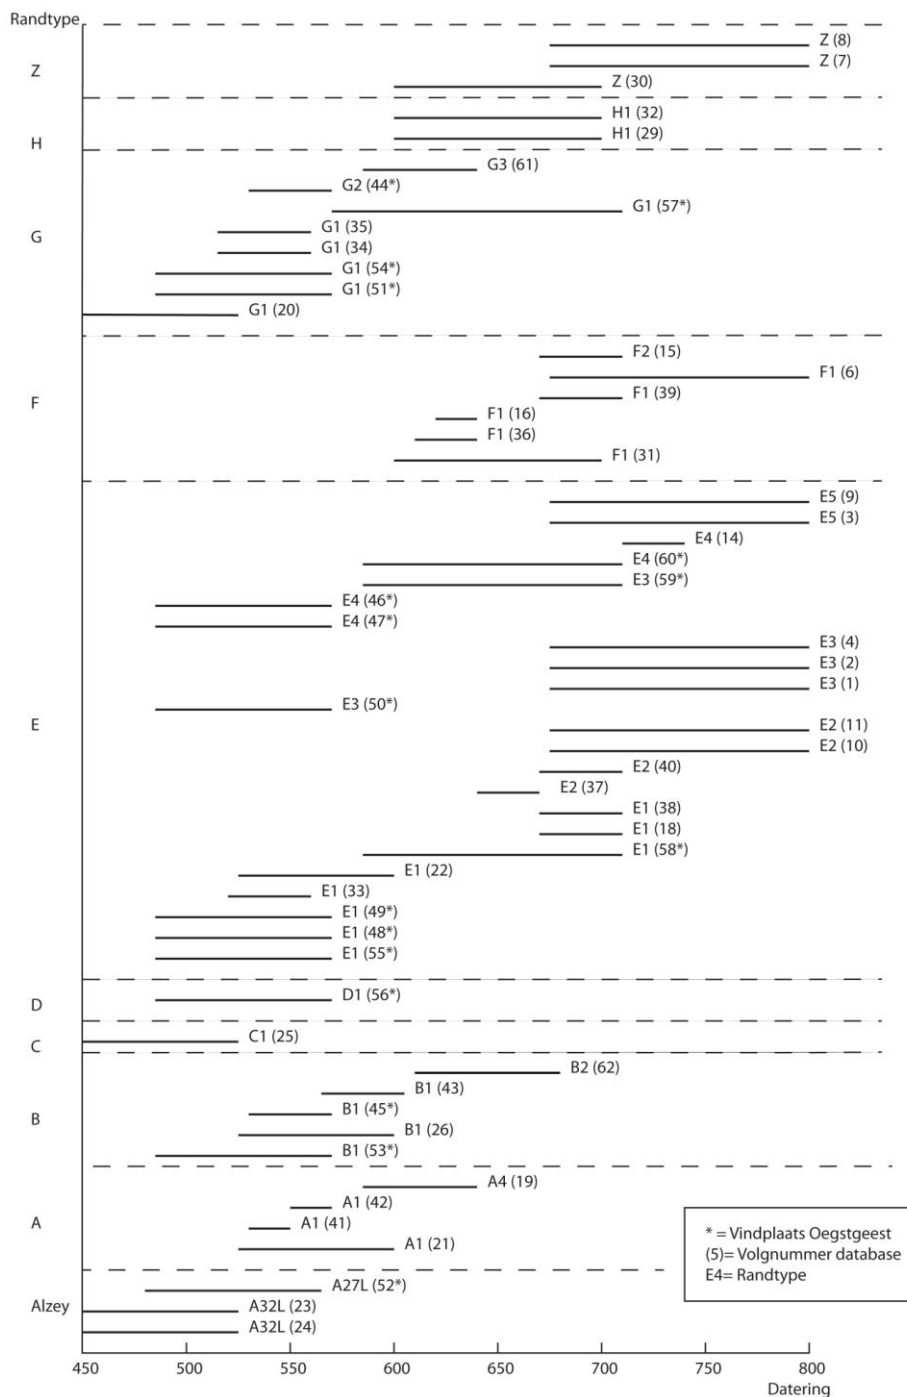 Randtype
Z (8)
Z (7)
Z
Z (30)
H1 (32)
H1 (29)
H
G3 (61)
G2 (44*)
G1 (57*)
G1 (35)
G
G1 (34)
G1 (54*)
G1 (51*)
G1 (20)
F2 (15)
F1 (6)
F1 (39)
F
F1 (16)
F1 (36)
F1 (31)
E5 (9)
E5 (3)
E4 (14)
E4 (60*)
E3 (59*)
E4 (46*)
E4 (47*)
E3 (4)
E3 (2)
E3 (1)
E3 (50*)
E
E2 (11)
E2 (10)
E2 (40)
E2 (37)
E1 (38)
E1 (18)
E1 (58*)
E1 (22)
E1 (33)
E1 (49*)
E1 (48*)
E1 (55*)
D1 (56*)
D
C1 (25)
C
B2 (62)
B1 (43)
B1 (45*)
B
B1 (26)
B1 (53*)
A4 (19)
A1 (42)
A
A1 (41)
A1 (21)
* = Vindplaats Oegstgeest
(5)= Volgnummer database
E4= Randtype
A27L (52*)
Alzey
A32L (23)
A32L (24)
450 500 550 600 650 700 750 800
Datering